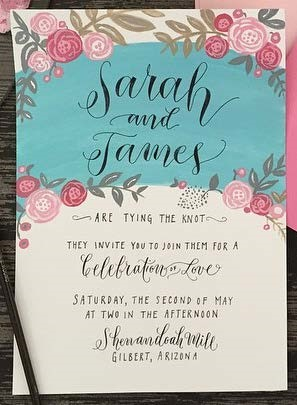 Sarah
and
James
ARE TYING THE KNOT
THEY INVITE YOU TO JOIN THEM FOR A
Celebration of Love
SATURDAY, THE SECOND OF MAY
AT TWO IN THE AFTERNOON
Shenandoah Mill
GILBERT, ARIZONA